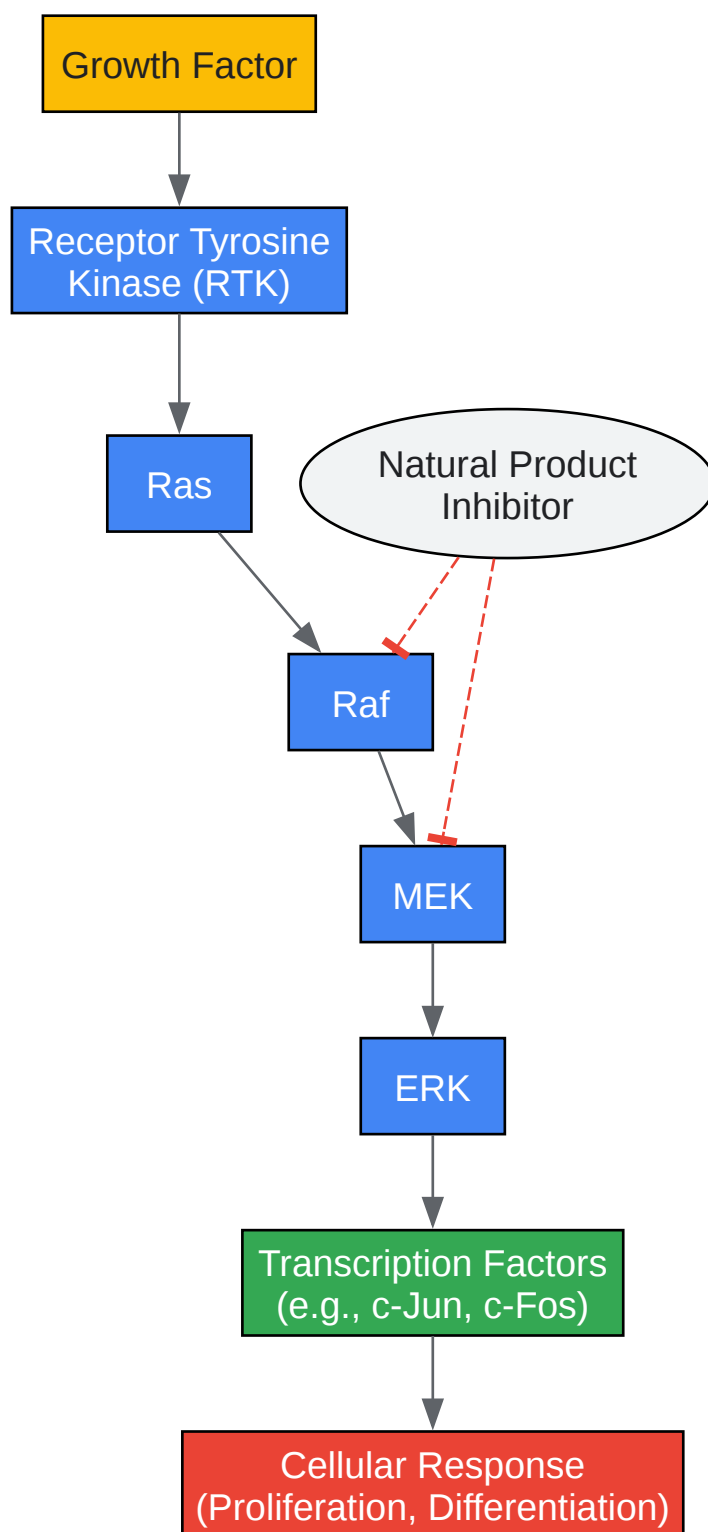 Growth Factor
Receptor Tyrosine
Kinase (RTK)
Ras
Natural Product
Inhibitor
Raf
MEK
ERK
Transcription Factors
(e.g., c-Jun, c-Fos)
Cellular Response
(Proliferation, Differentiation)